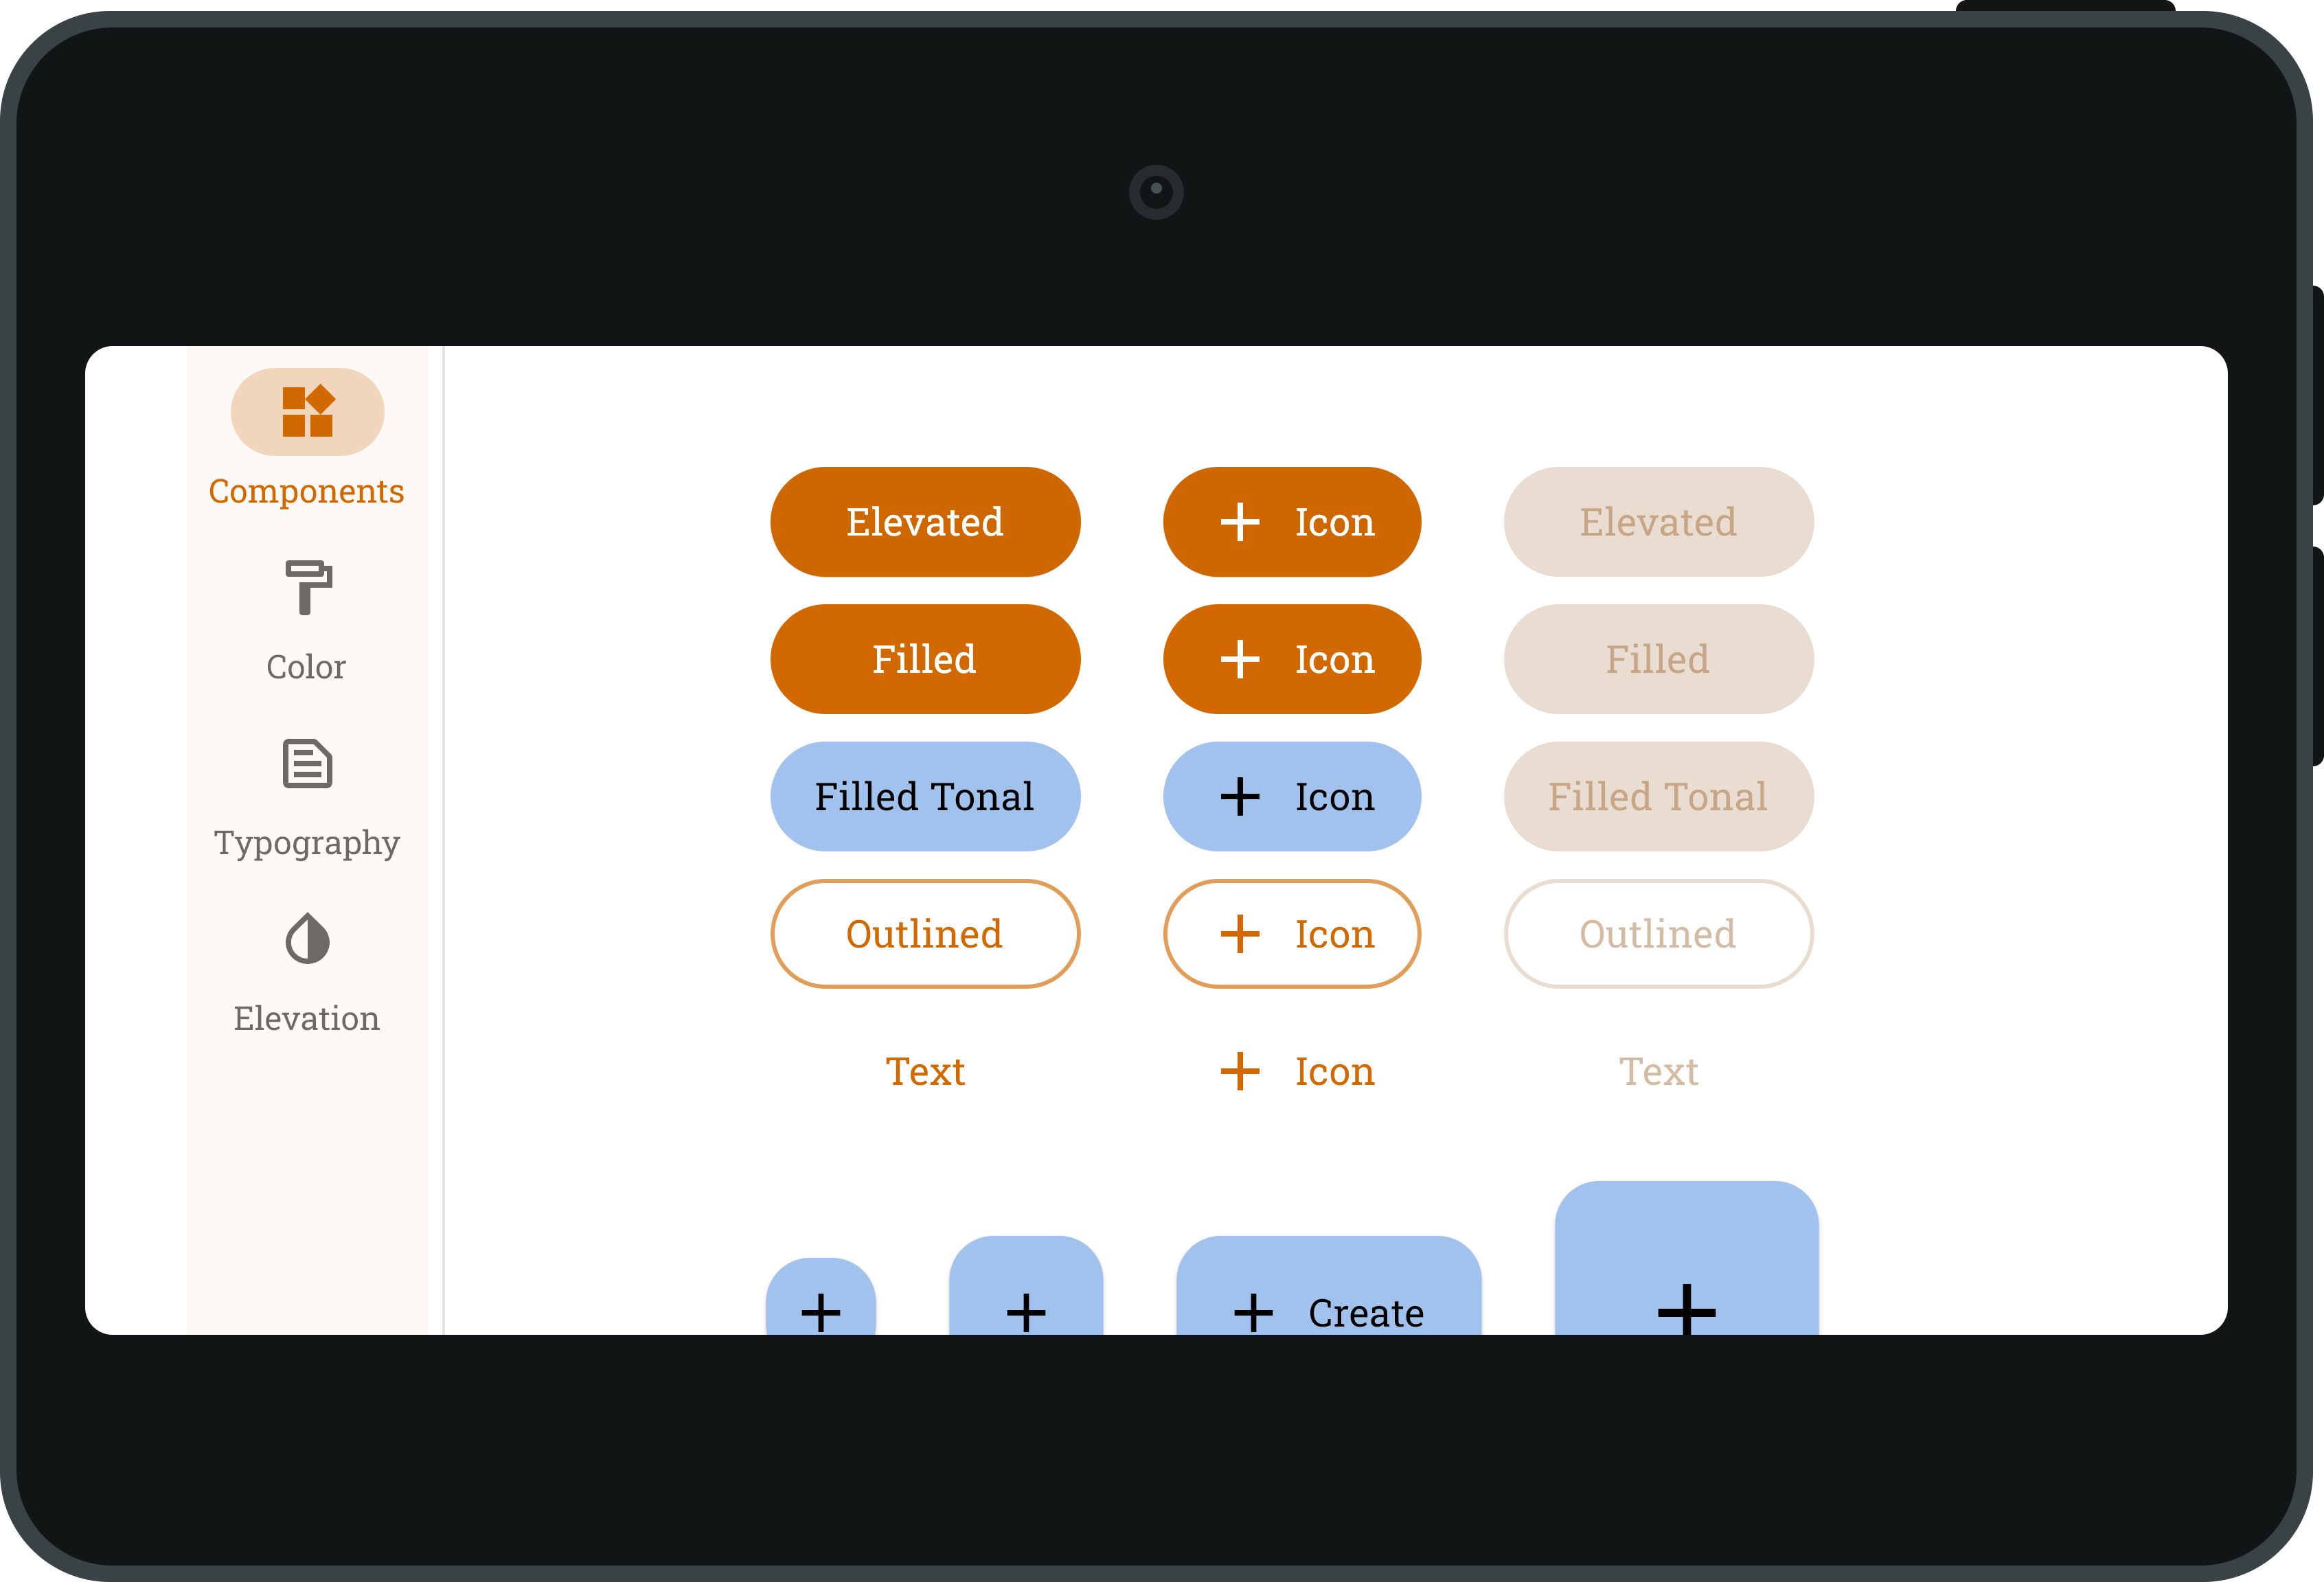 Components
Color
Typography
Elevation
Elevated
Icon
Elevated
Filled
Icon
Filled
Filled Tonal
Icon
Filled Tonal
Outlined
Icon
Outlined
Text
Icon
Text
Create